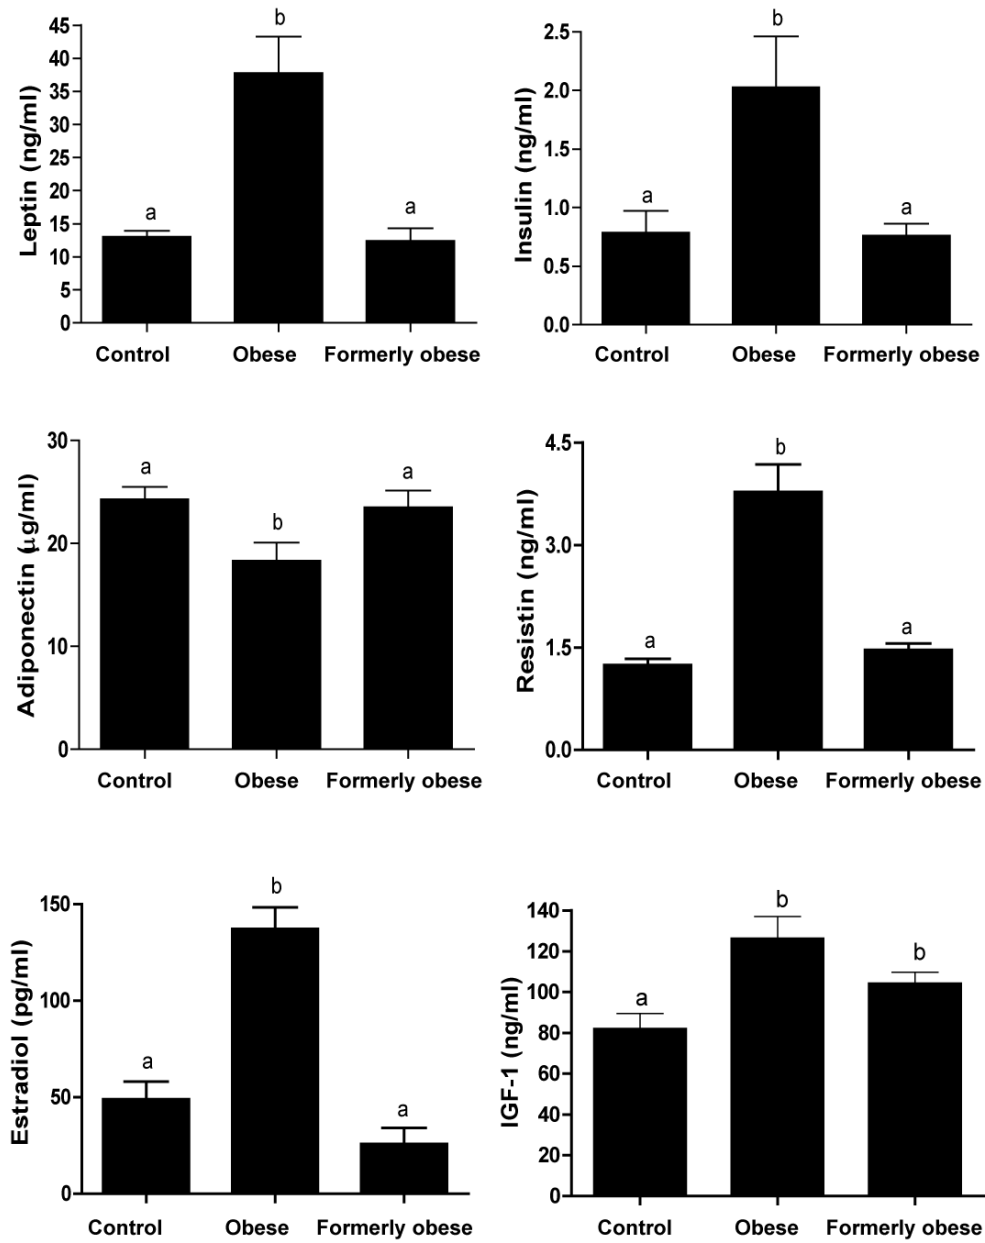 Leptin (ng/ml)
45
40
35
30
25
20
15
10
5
0
a
b
a
Control
Obese
Formerly obese
Insulin (ng/ml)
2.5
2.0
1.5
1.0
0.5
0.0
a
b
a
Control
Obese
Formerly obese
Adiponectin (μg/ml)
30
20
10
0
a
b
a
Control
Obese
Formerly obese
Resistin (ng/ml)
4.5
3.0
1.5
0.0
a
b
a
Control
Obese
Formerly obese
Estradiol (pg/ml)
150
100
50
0
a
b
a
Control
Obese
Formerly obese
IGF-1 (ng/ml)
140
120
100
80
60
40
20
0
a
b
b
Control
Obese
Formerly obese